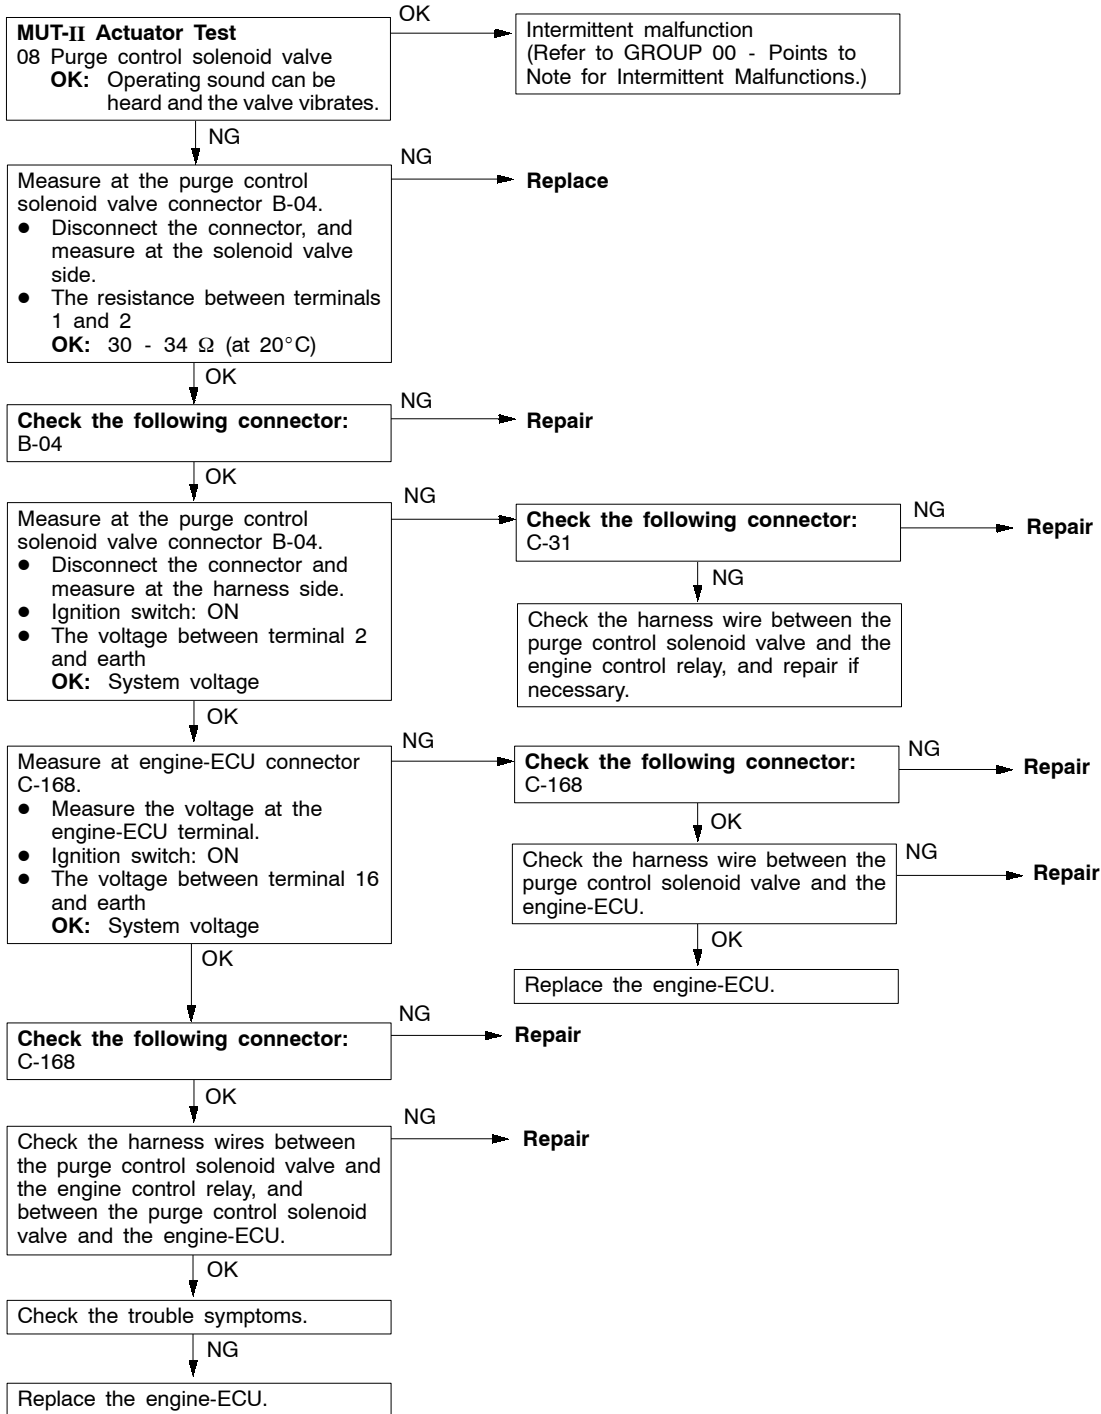 MUT-II Actuator Test
08 Purge control solenoid valve
OK: Operating sound can be
heard and the valve vibrates.
OK
Intermittent malfunction
(Refer to GROUP 00 - Points to
Note for Intermittent Malfunctions.)
NG
Measure at the purge control
solenoid valve connector B-04.
● Disconnect the connector, and
measure at the solenoid valve
side.
● The resistance between terminals
1 and 2
OK: 30 - 34 Ω (at 20°C)
NG
Replace
OK
Check the following connector:
B-04
NG
Repair
OK
Measure at the purge control
solenoid valve connector B-04.
● Disconnect the connector and
measure at the harness side.
● Ignition switch: ON
● The voltage between terminal 2
and earth
OK: System voltage
NG
Check the following connector:
C-31
NG
Repair
NG
Check the harness wire between the
purge control solenoid valve and the
engine control relay, and repair if
necessary.
OK
Measure at engine-ECU connector
C-168.
● Measure the voltage at the
engine-ECU terminal.
● Ignition switch: ON
● The voltage between terminal 16
and earth
OK: System voltage
NG
Check the following connector:
C-168
NG
Repair
OK
Check the harness wire between the
purge control solenoid valve and the
engine-ECU.
NG
Repair
OK
Replace the engine-ECU.
OK
Check the following connector:
C-168
NG
Repair
OK
Check the harness wires between
the purge control solenoid valve and
the engine control relay, and
between the purge control solenoid
valve and the engine-ECU.
NG
Repair
OK
Check the trouble symptoms.
NG
Replace the engine-ECU.